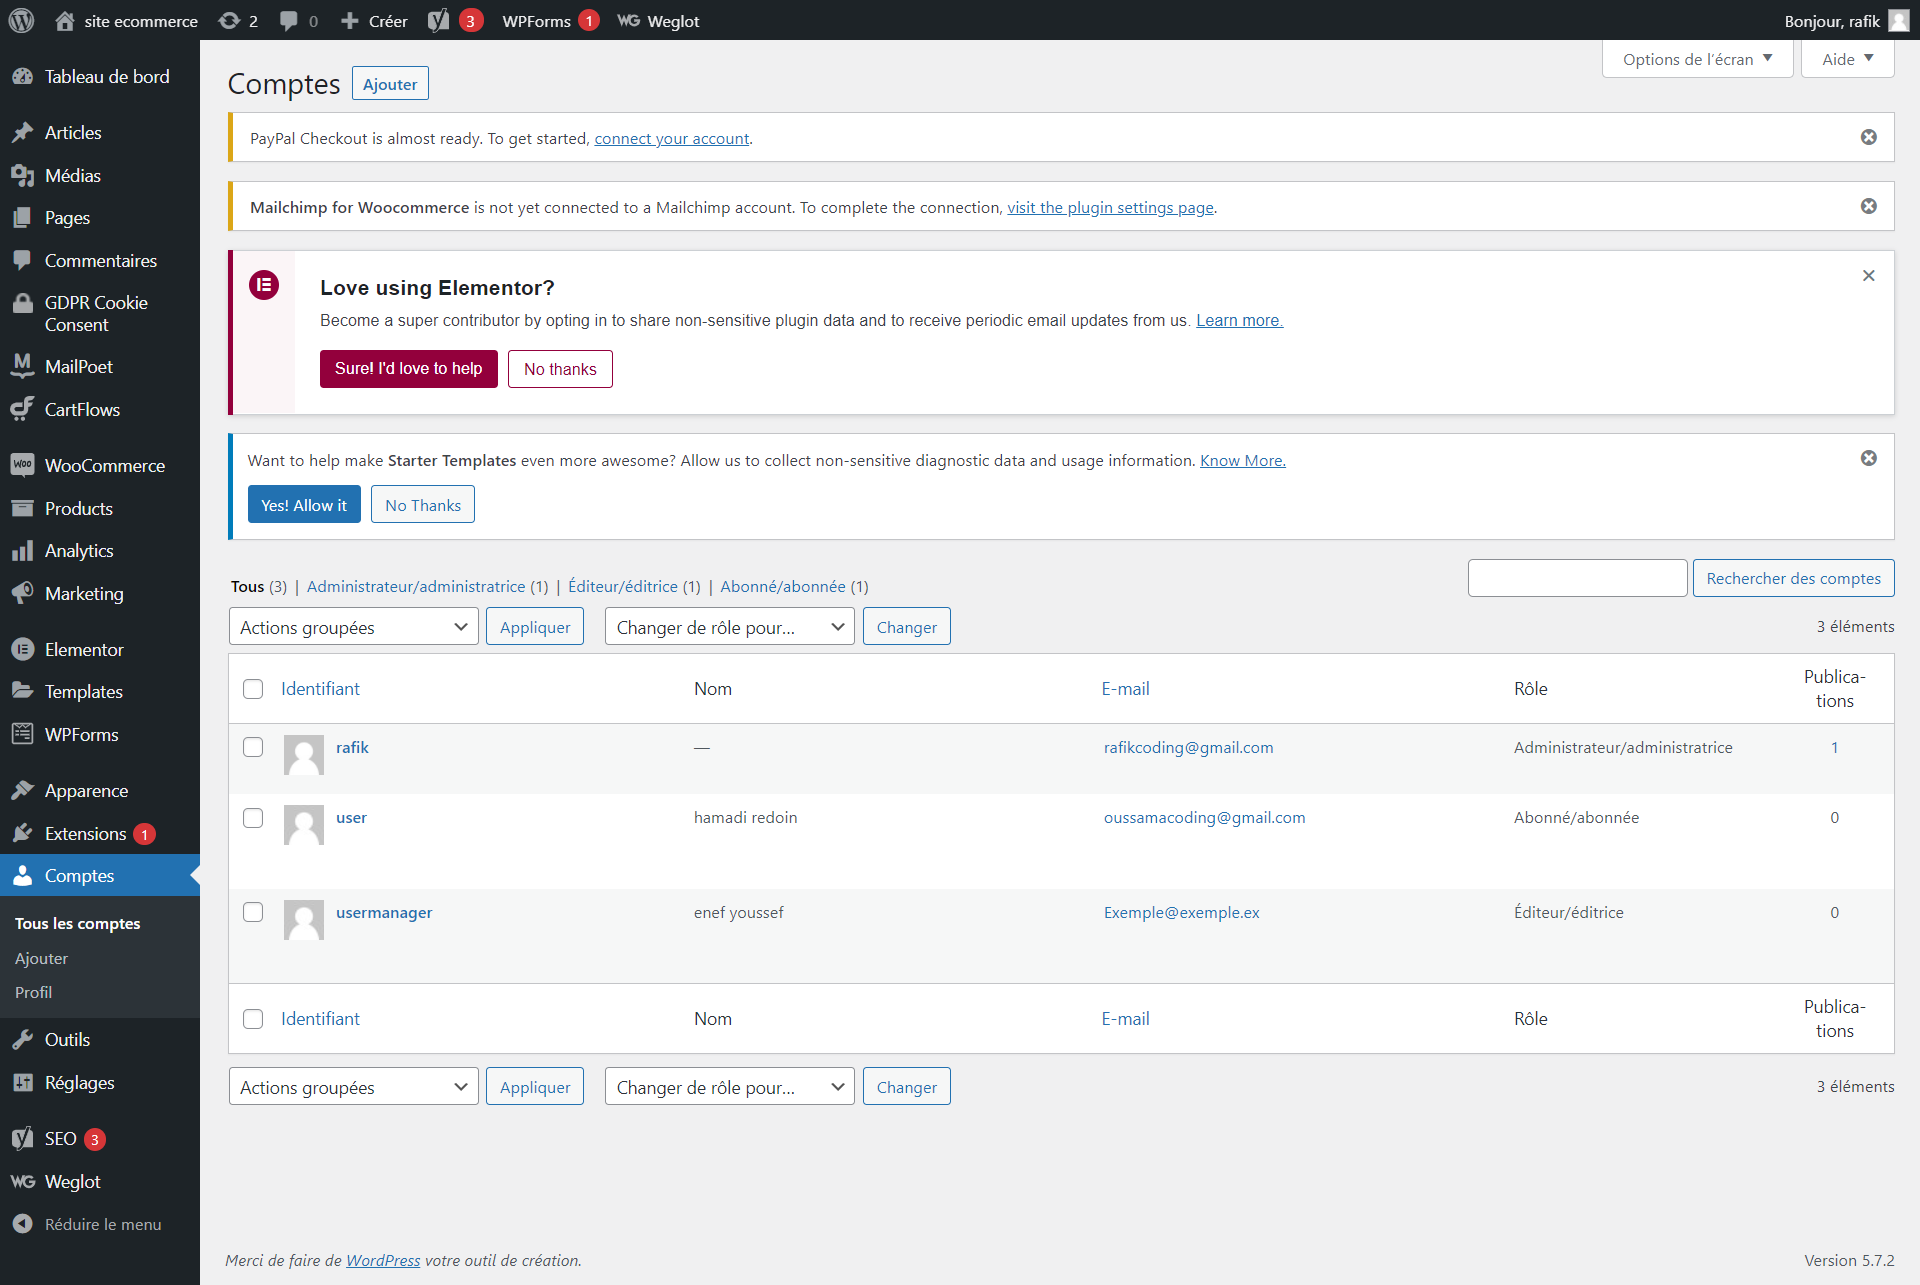 site ecommerce
2
0
Créer
3
WPForms 1
Weglot
Bonjour, rafik
Tableau de bord
Articles
Médias
Pages
Commentaires
GDPR Cookie
Consent
MailPoet
CartFlows
WooCommerce
Products
Analytics
Marketing
Elementor
Templates
WPForms
Apparence
Extensions 1
Comptes
Tous les comptes
Ajouter
Profil
Outils
Réglages
SEO 3
Weglot
Réduire le menu
Options de l'écran
Aide
Comptes
Ajouter
PayPal Checkout is almost ready. To get started, connect your account.
Mailchimp for Woocommerce is not yet connected to a Mailchimp account. To complete the connection, visit the plugin settings page.
Love using Elementor?
Become a super contributor by opting in to share non-sensitive plugin data and to receive periodic email updates from us. Learn more.
Sure! I'd love to help
No thanks
Want to help make Starter Templates even more awesome? Allow us to collect non-sensitive diagnostic data and usage information. Know More.
Yes! Allow it
No Thanks
Tous (3) | Administrateur/administratrice (1) | Éditeur/éditrice (1) | Abonné/abonnée (1)
Rechercher des comptes
Actions groupées
Appliquer
Changer de rôle pour...
Changer
3 éléments
Identifiant Nom E-mail Rôle Publica-
tions
rafik — rafikcoding@gmail.com Administrateur/administratrice 1
user hamadi redoin oussamacoding@gmail.com Abonné/abonnée 0
usermanager enef youssef Exemple@exemple.ex Éditeur/éditrice 0
Identifiant Nom E-mail Rôle Publica-
tions
Actions groupées
Appliquer
Changer de rôle pour...
Changer
3 éléments
Merci de faire de WordPress votre outil de création.
Version 5.7.2